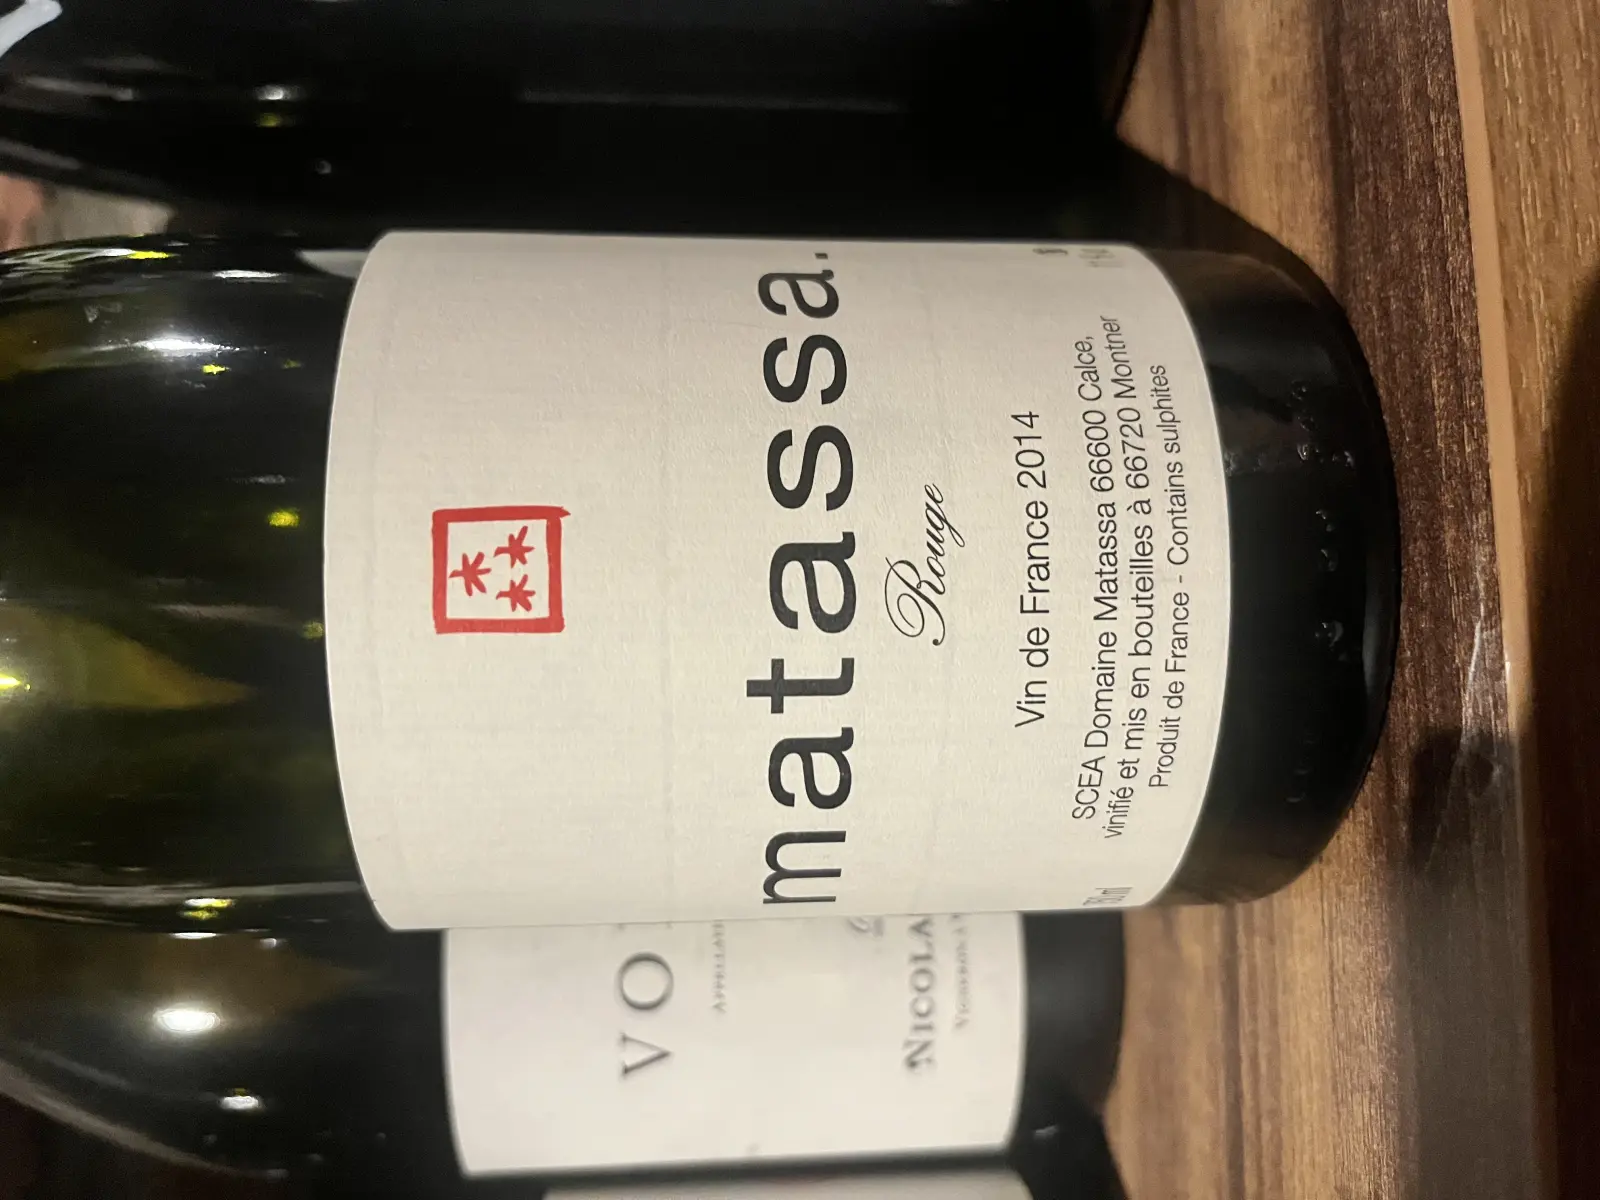 matassa.
Rouge
Vin de France 2014
SCEA Domaine Matassa 66600 Calce,
vinifié et mis en bouteilles à 66720 Montner
Produit de France - Contains sulphites
750ml
VO
NICOLA